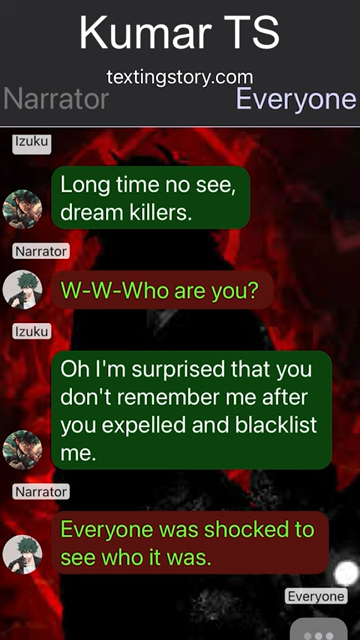 Kumar TS
textingstory.com
Narrator Everyone
Izuku
Long time no see,
dream killers.
Narrator
W-W-Who are you?
Izuku
Oh I'm surprised that you
don't remember me after
you expelled and blacklist
me.
Narrator
Everyone was shocked to
see who it was.
Everyone